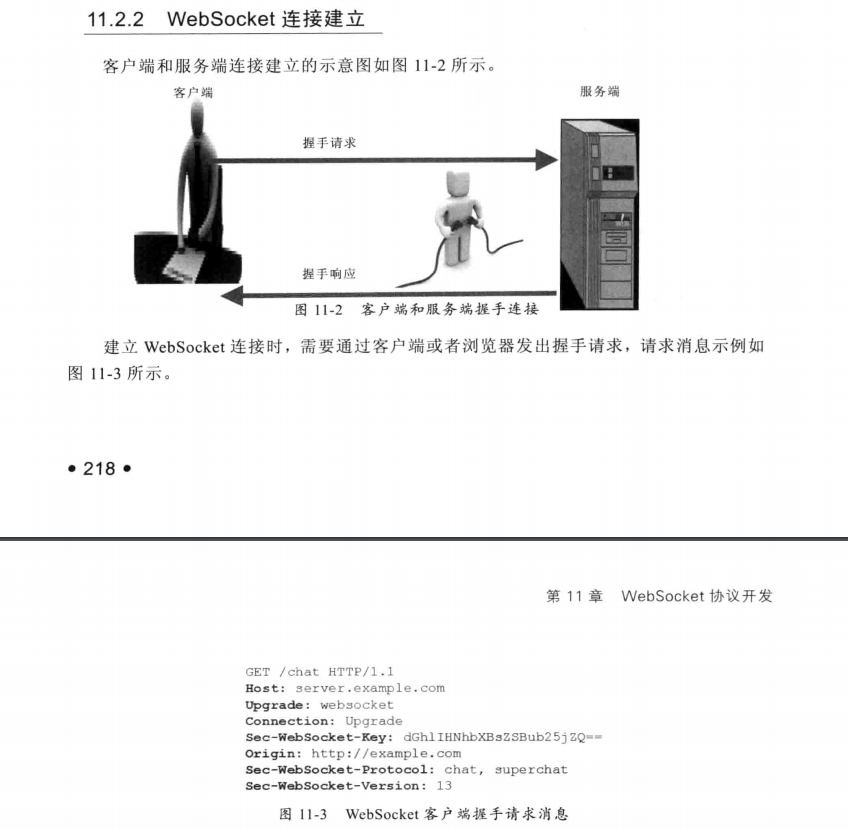 11.2.2 WebSocket 连接建立
客户端和服务端连接建立的示意图如图 11-2 所示。
客户端
服务端
握手请求
握手响应
图 11-2 客户端和服务端握手连接
建立 WebSocket 连接时，需要通过客户端或者浏览器发出握手请求，请求消息示例如
图 11-3 所示。
• 218 •
第 11 章 WebSocket 协议开发
GET /chat HTTP/1.1
Host: server.example.com
Upgrade: websocket
Connection: Upgrade
Sec-WebSocket-Key: dGhlIHNhbXBsZSBub25jZQ==
Origin: http://example.com
Sec-WebSocket-Protocol: chat, superchat
Sec-WebSocket-Version: 13
图 11-3 WebSocket 客户端握手请求消息